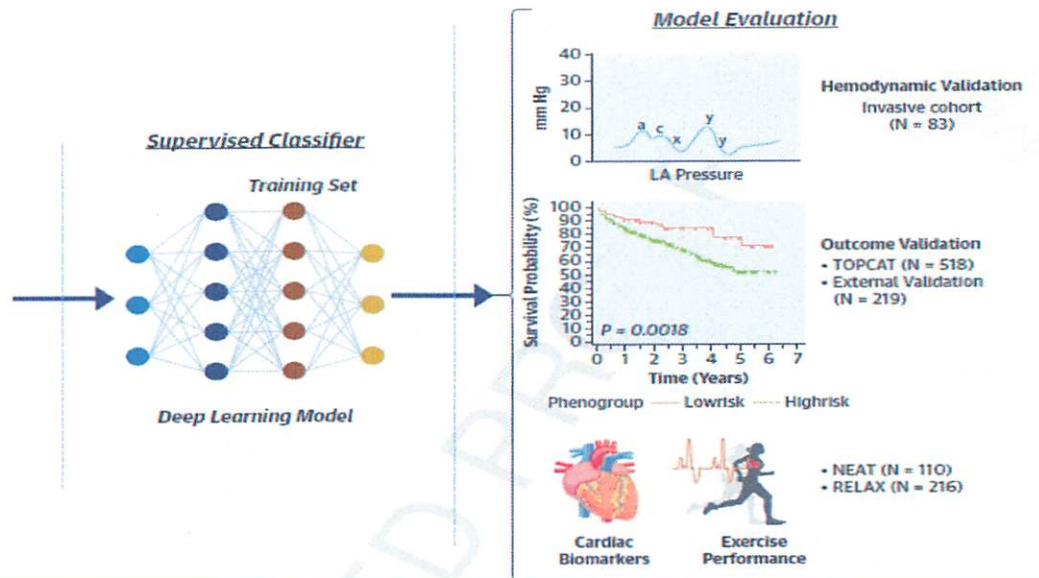 Model Evaluation
Supervised Classifier
Training Set
Deep Learning Model
mm Hg
40
30
20
10
0
a
c
x
y
y
LA Pressure
Hemodynamic Validation
Invasive cohort
(N = 83)
Survival Probability (%)
100
90
80
70
60
50
40
30
20
10
0
P = 0.0018
0 1 2 3 4 5 6 7
Time (Years)
Phenogroup Lowrisk Highrisk
Outcome Validation
• TOPCAT (N = 518)
• External Validation
(N = 219)
Cardiac
Biomarkers
Exercise
Performance
• NEAT (N = 110)
• RELAX (N = 216)